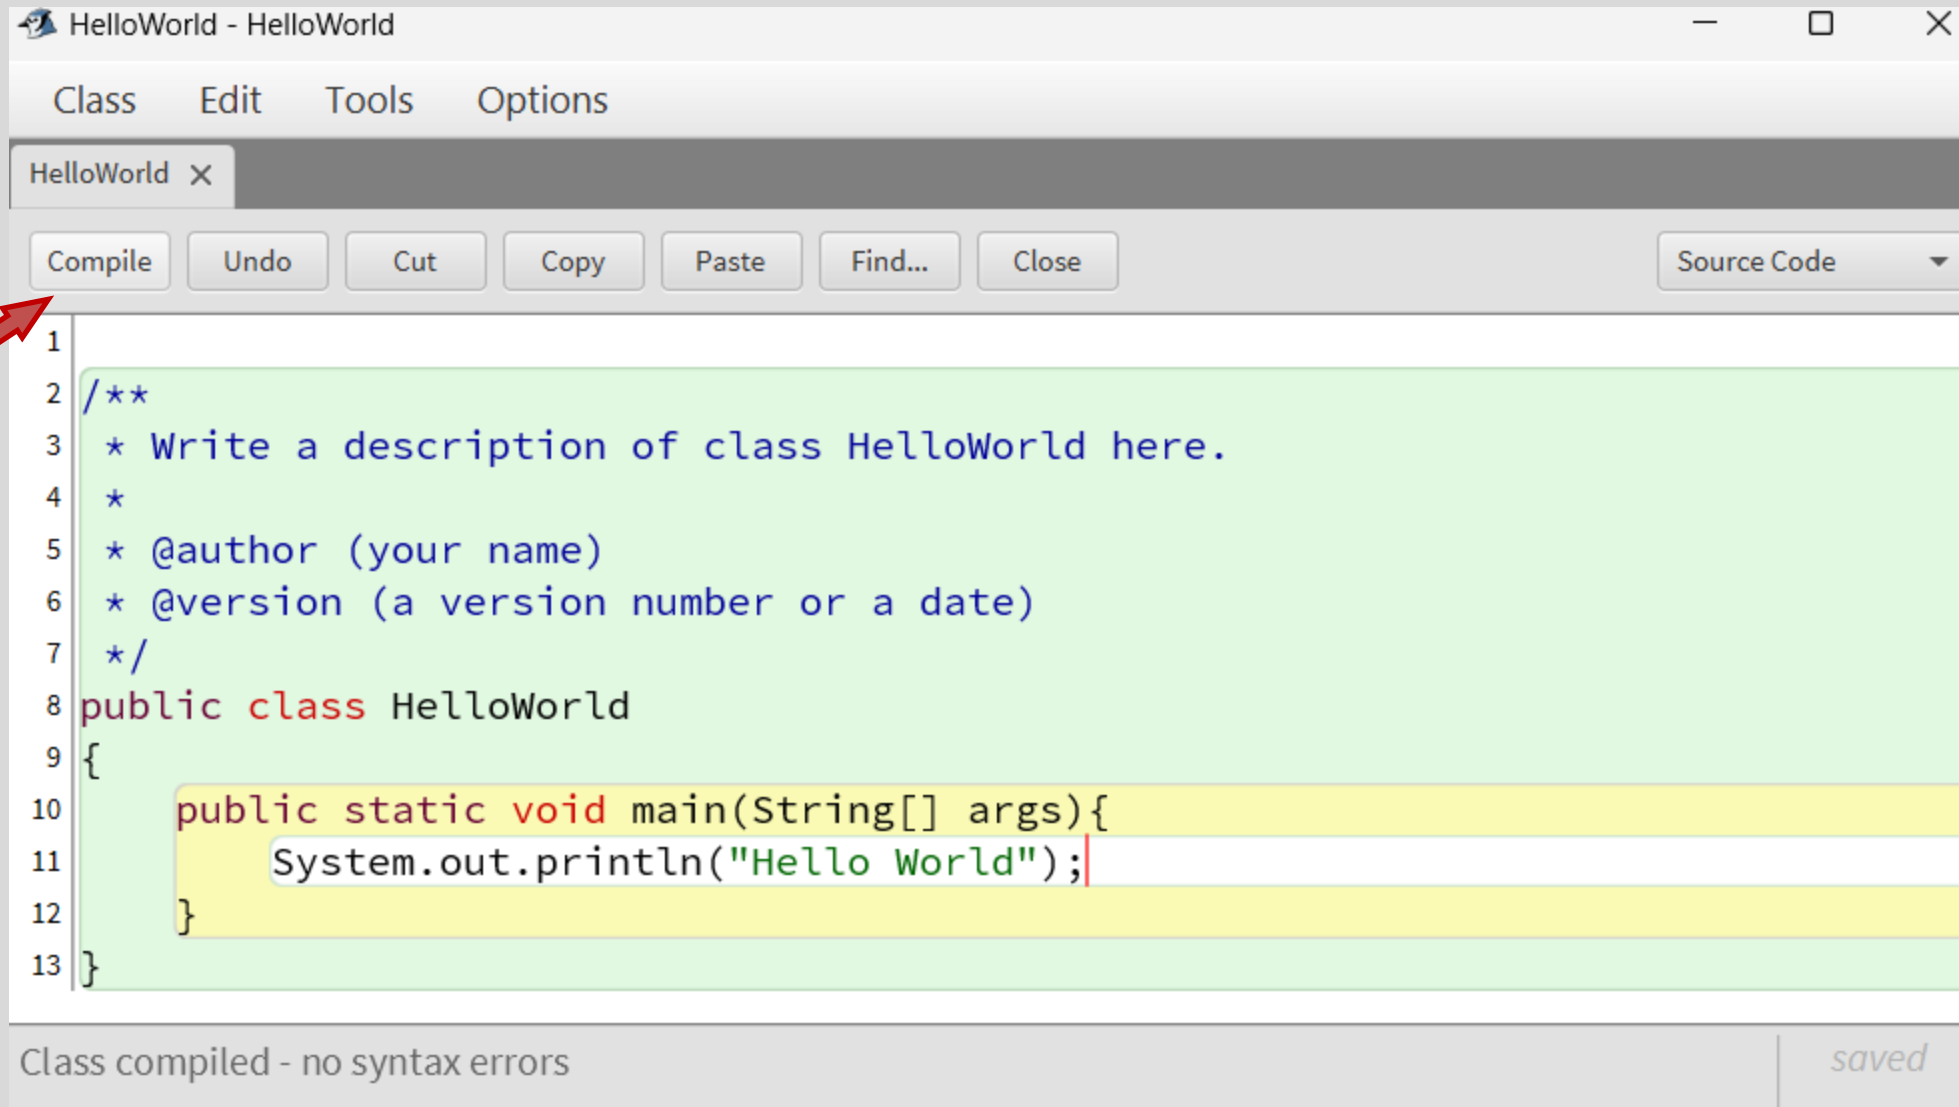 HelloWorld - HelloWorld
Class Edit Tools Options
HelloWorld
Compile Undo Cut Copy Paste Find... Close Source Code
1
2 /**
3  * Write a description of class HelloWorld here.
4  *
5  * @author (your name)
6  * @version (a version number or a date)
7  */
8 public class HelloWorld
9 {
10     public static void main(String[] args){
11         System.out.println("Hello World");
12     }
13 }
Class compiled - no syntax errors saved